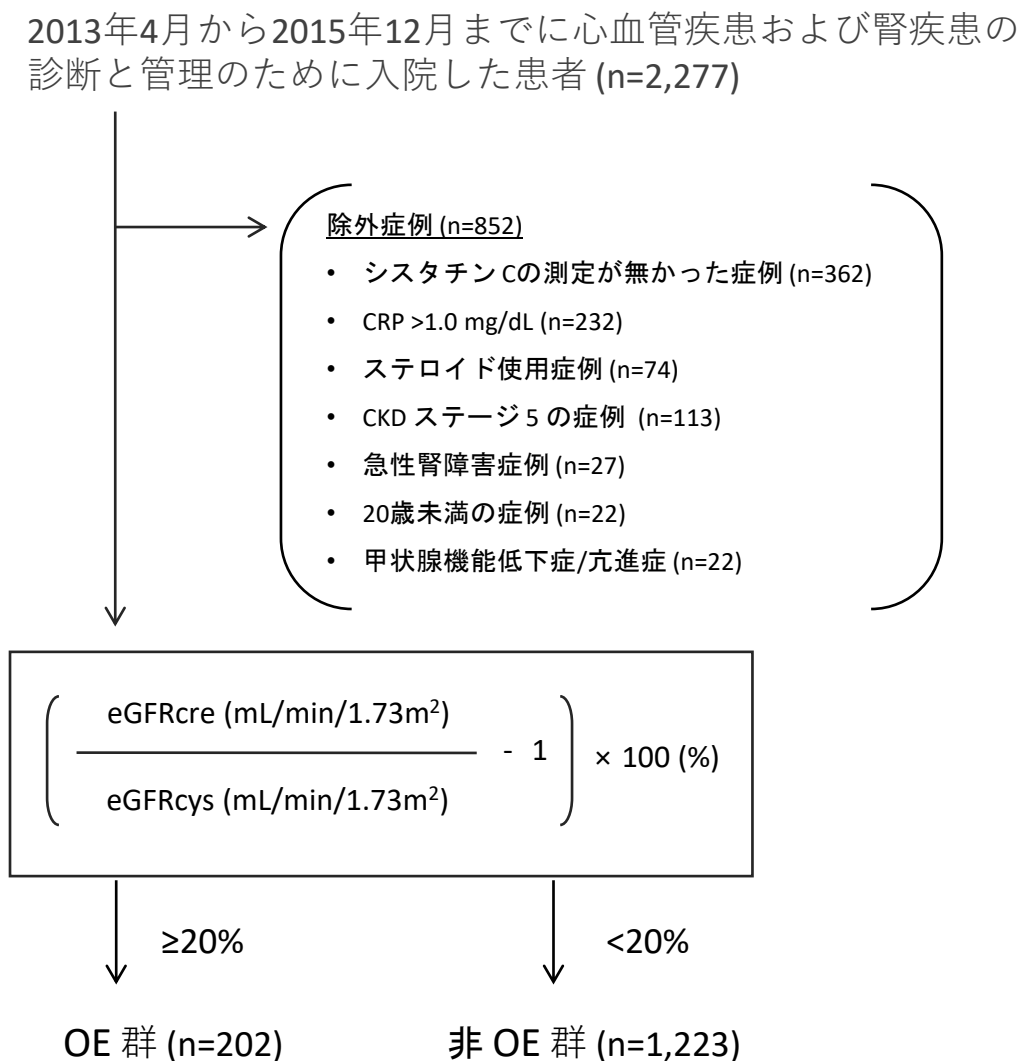 2013年4月から2015年12月までに心血管疾患および腎疾患の
診断と管理のために入院した患者 (n=2,277)
除外症例 (n=852)
• システチン Cの測定が無かった症例 (n=362)
• CRP >1.0 mg/dL (n=232)
• ステロイド使用症例 (n=74)
• CKD ステージ 5 の症例 (n=113)
• 急性腎障害症例 (n=27)
• 20歳未満の症例 (n=22)
• 甲状腺機能低下症/亢進症 (n=22)
eGFRcre (mL/min/1.73m²)
- 1
× 100 (%)
eGFRcys (mL/min/1.73m²)
≥20%
<20%
OE 群 (n=202)
非 OE 群 (n=1,223)